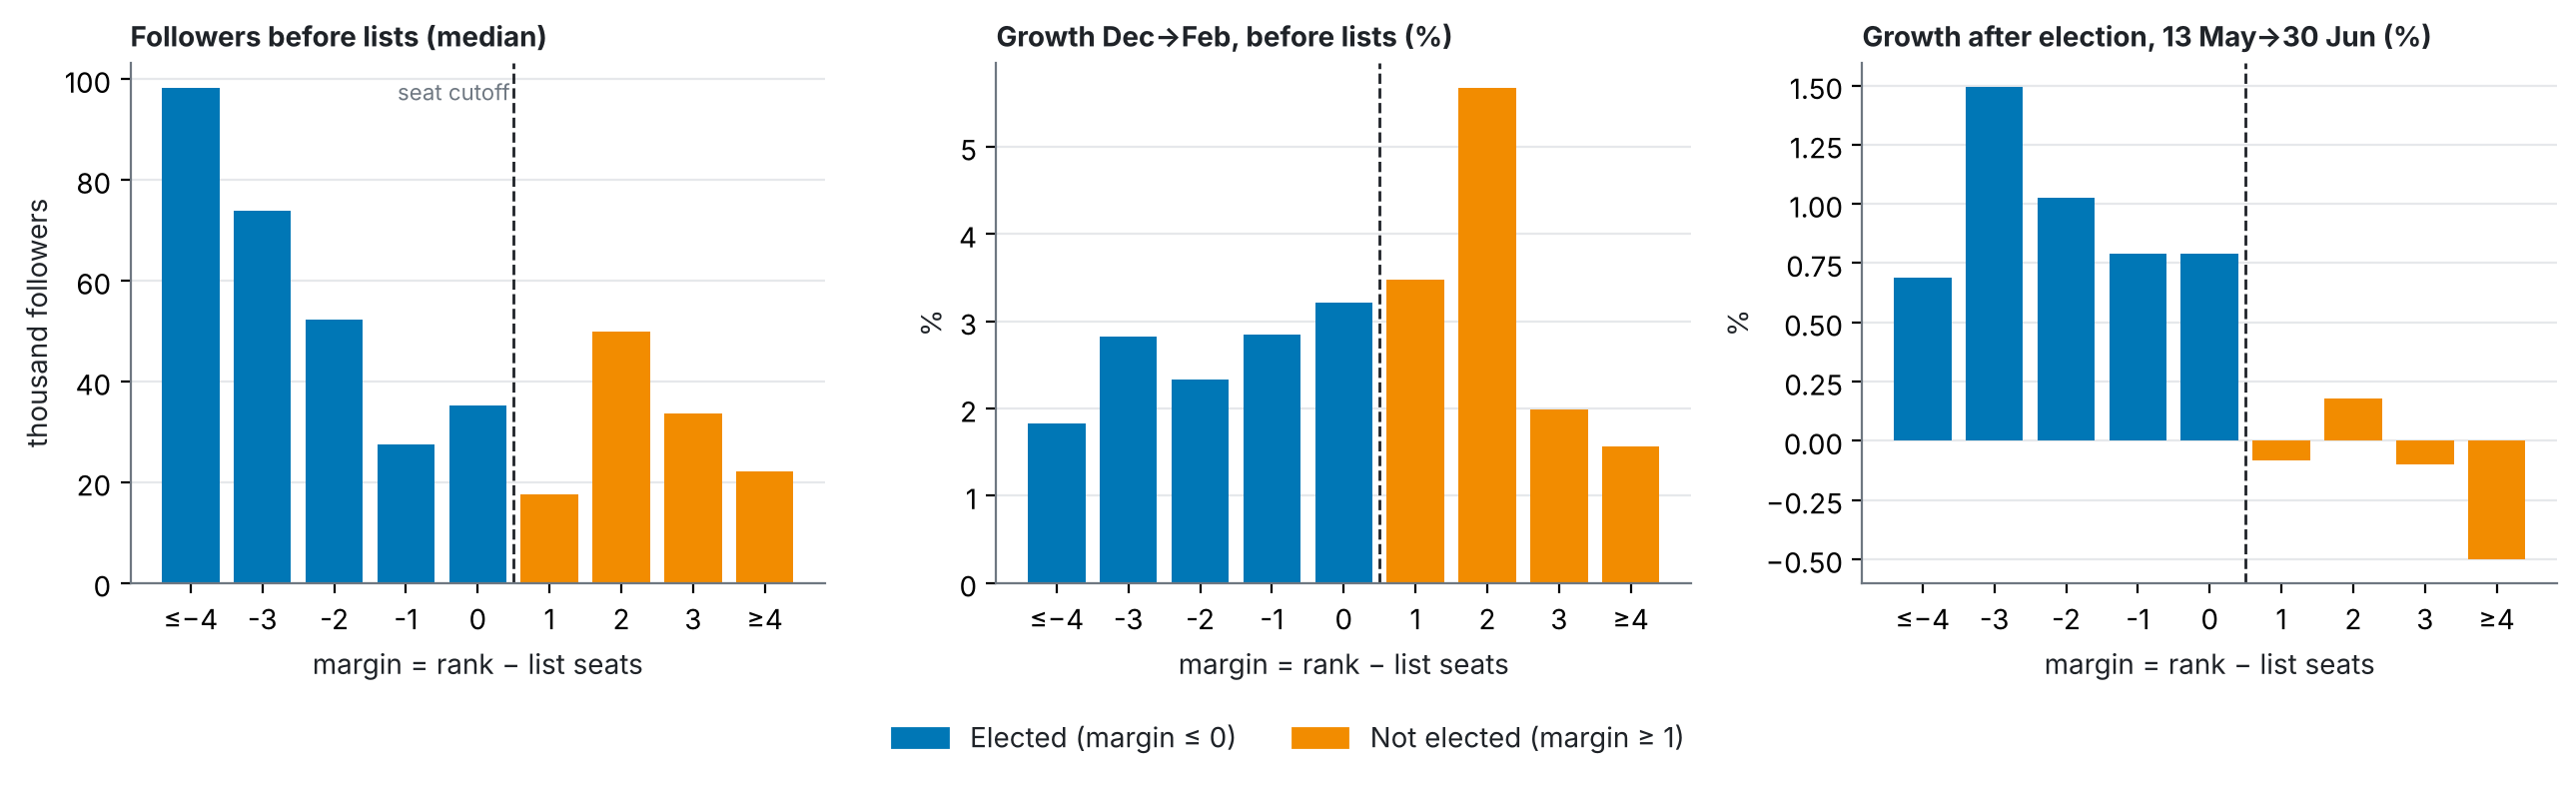 Followers before lists (median)
thousand followers
100
80
60
40
20
0
seat cutoff
≤−4 -3 -2 -1 0 1 2 3 ≥4
margin = rank − list seats
Growth Dec→Feb, before lists (%)
%
5
4
3
2
1
0
≤−4 -3 -2 -1 0 1 2 3 ≥4
margin = rank − list seats
Growth after election, 13 May→30 Jun (%)
%
1.50
1.25
1.00
0.75
0.50
0.25
0.00
−0.25
−0.50
≤−4 -3 -2 -1 0 1 2 3 ≥4
margin = rank − list seats
Elected (margin ≤ 0) Not elected (margin ≥ 1)